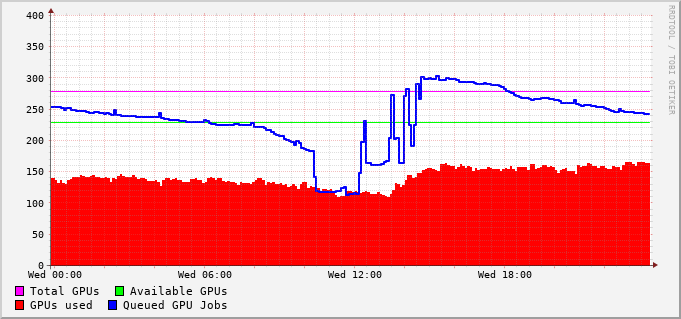 400
350
300
250
200
150
100
50
0
Wed 00:00 Wed 06:00 Wed 12:00 Wed 18:00
Total GPUs Available GPUs
GPUs used Queued GPU Jobs
RRDTOOL / TOBI OETIKER